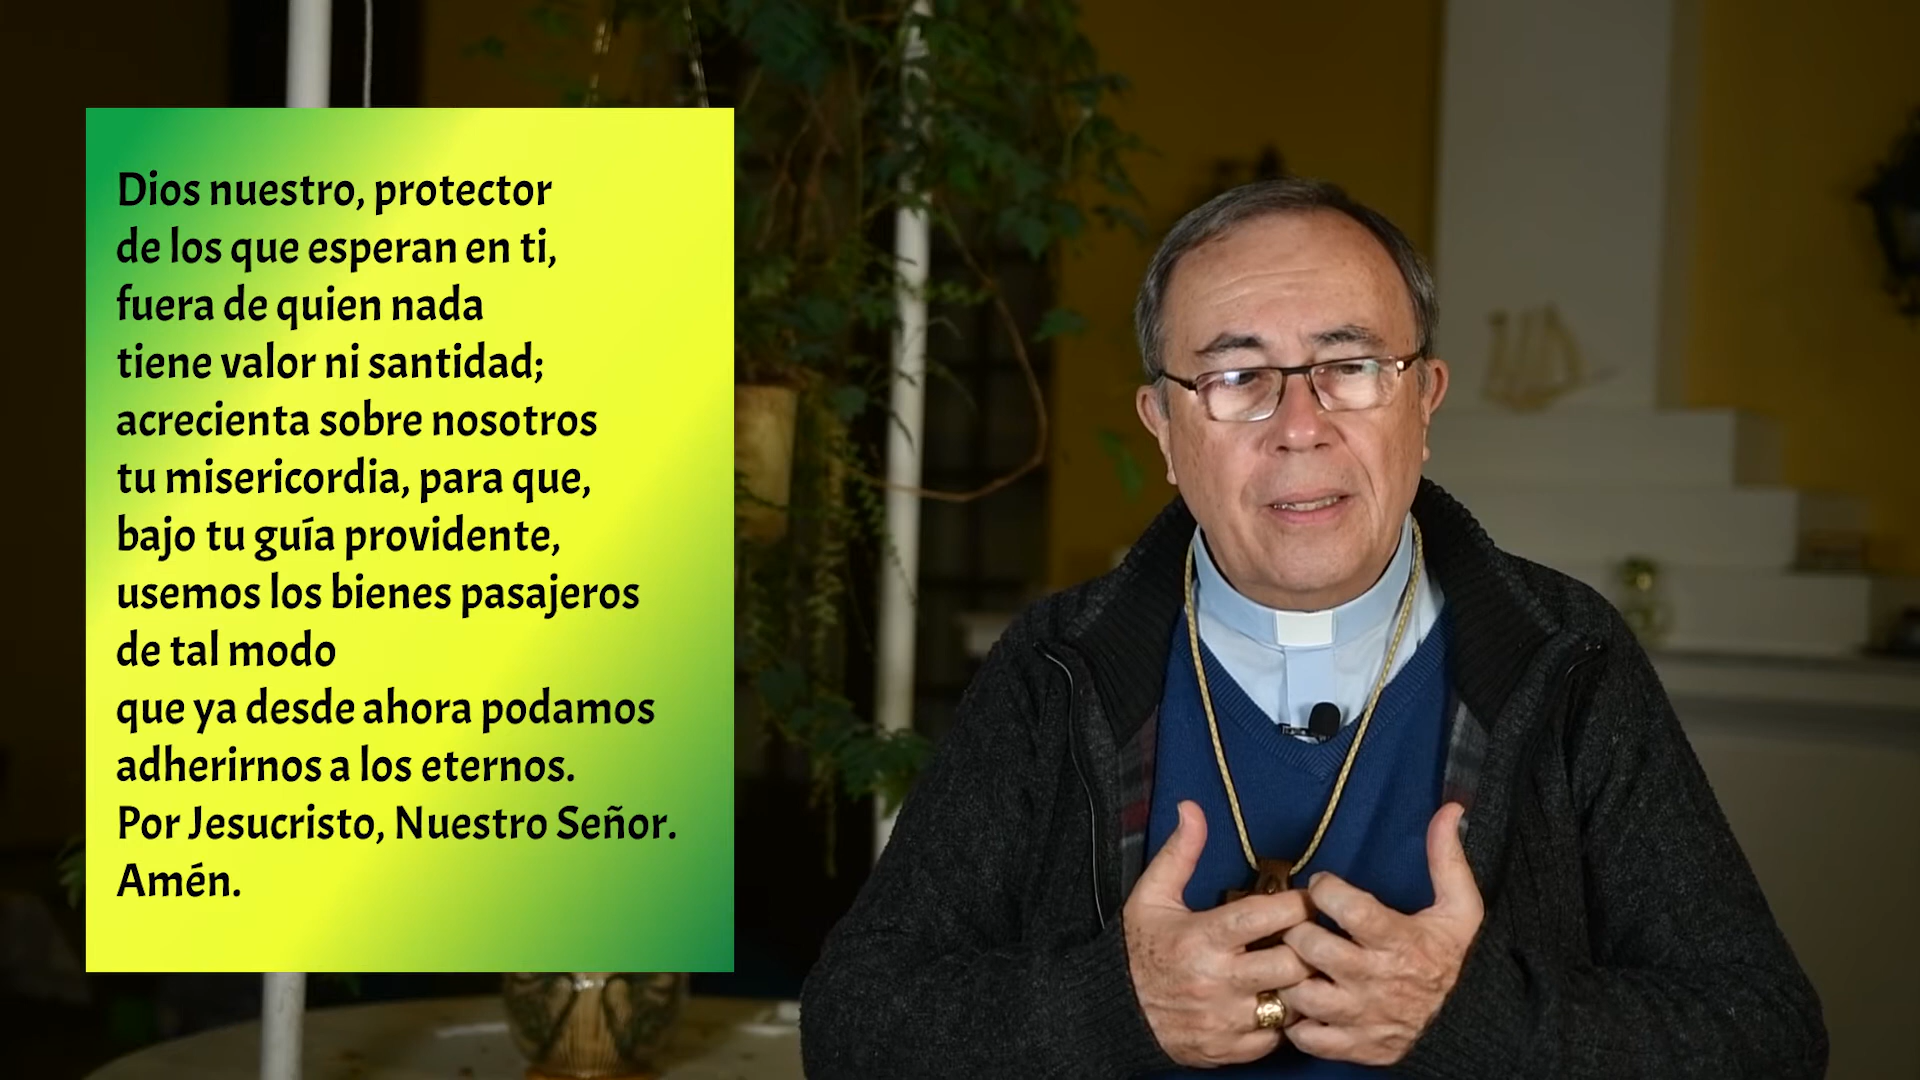 Dios nuestro, protector
de los que esperan en ti,
fuera de quien nada
tiene valor ni santidad;
acrecienta sobre nosotros
tu misericordia, para que,
bajo tu guía providente,
usemos los bienes pasajeros
de tal modo
que ya desde ahora podamos
adherirnos a los eternos.
Por Jesucristo, Nuestro Señor.
Amén.